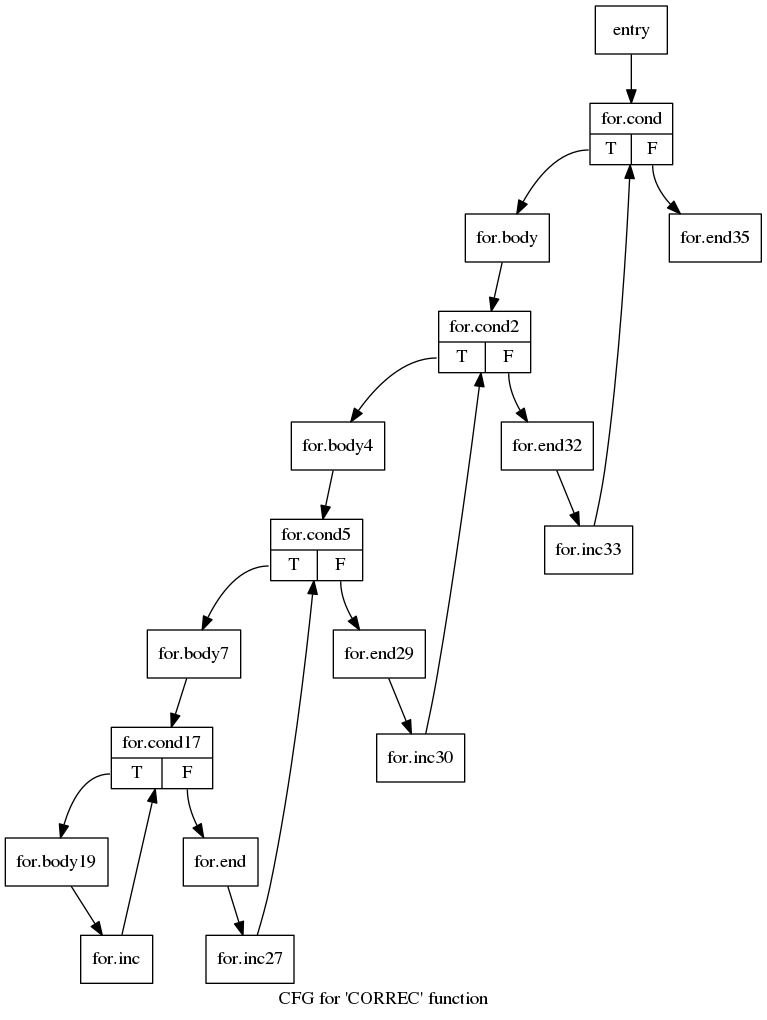 entry
for.cond
T F
for.body
for.end35
for.cond2
T F
for.body4
for.end32
for.cond5
T F
for.inc33
for.body7
for.end29
for.cond17
T F
for.inc30
for.body19
for.end
for.inc
for.inc27
CFG for 'CORREC' function